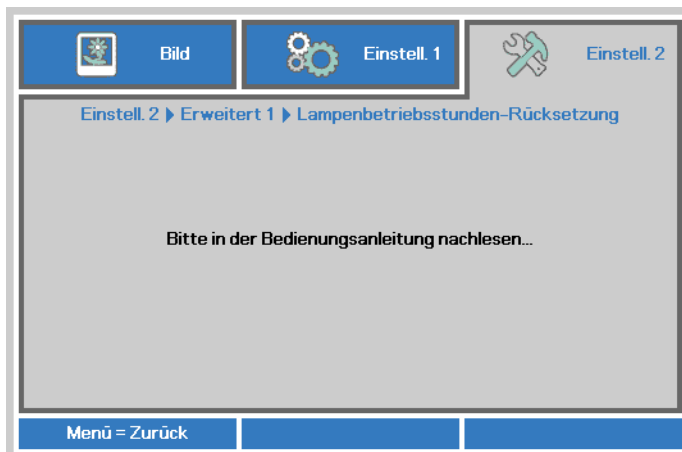 Bild
Einstell. 1
Einstell. 2
Einstell. 2 ▶ Erweitert 1 ▶ Lampenbetriebsstunden-Rücksetzung
Bitte in der Bedienungsanleitung nachlesen...
Menü = Zurück